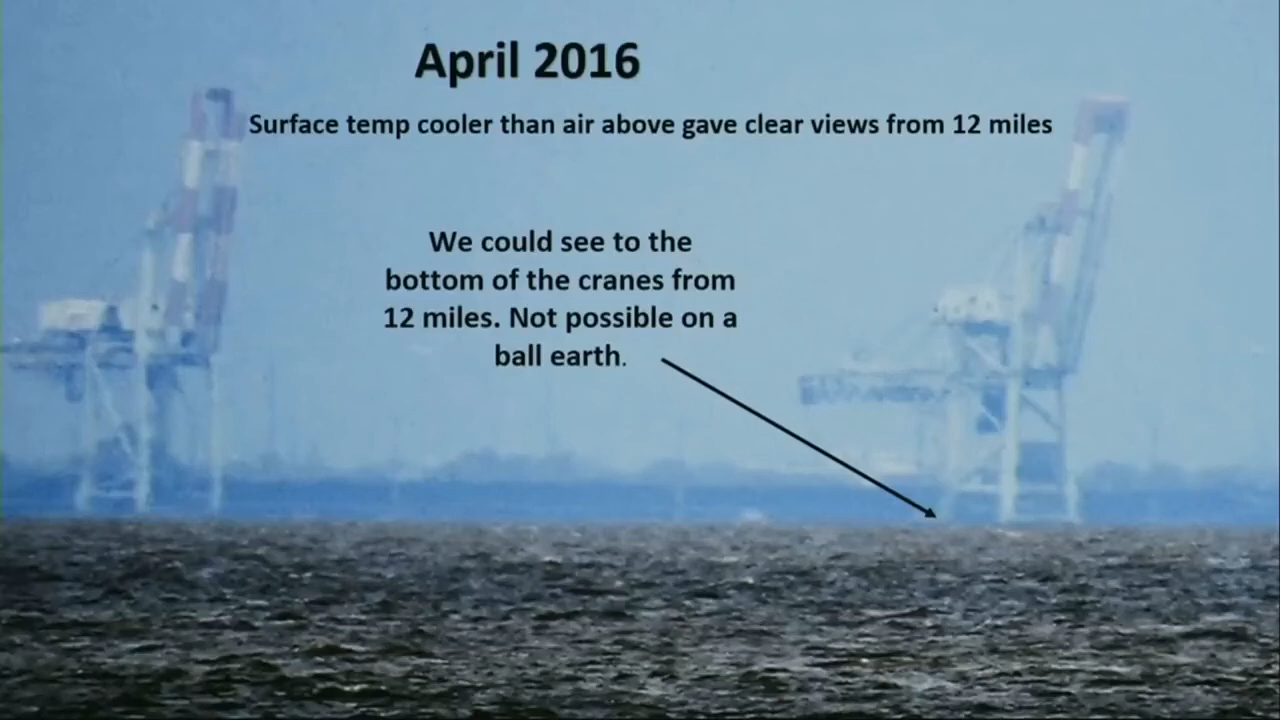 April 2016
Surface temp cooler than air above gave clear views from 12 miles
We could see to the
bottom of the cranes from
12 miles. Not possible on a
ball earth.